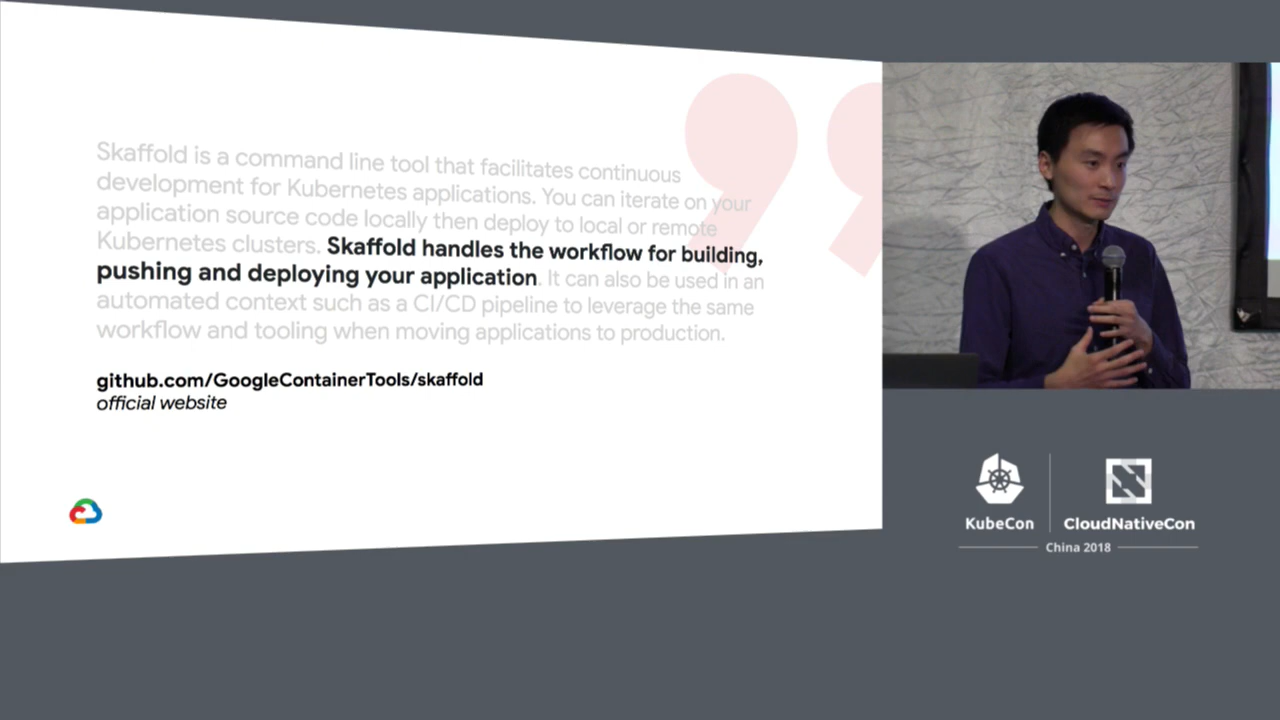 Skaffold is a command line tool that facilitates continuous
development for Kubernetes applications. You can iterate on your
application source code locally then deploy to local or remote
Kubernetes clusters. Skaffold handles the workflow for building,
pushing and deploying your application. It can also be used in an
automated context such as a CI/CD pipeline to leverage the same
workflow and tooling when moving applications to production.
github.com/GoogleContainerTools/skaffold
official website
KubeCon
CloudNativeCon
China 2018